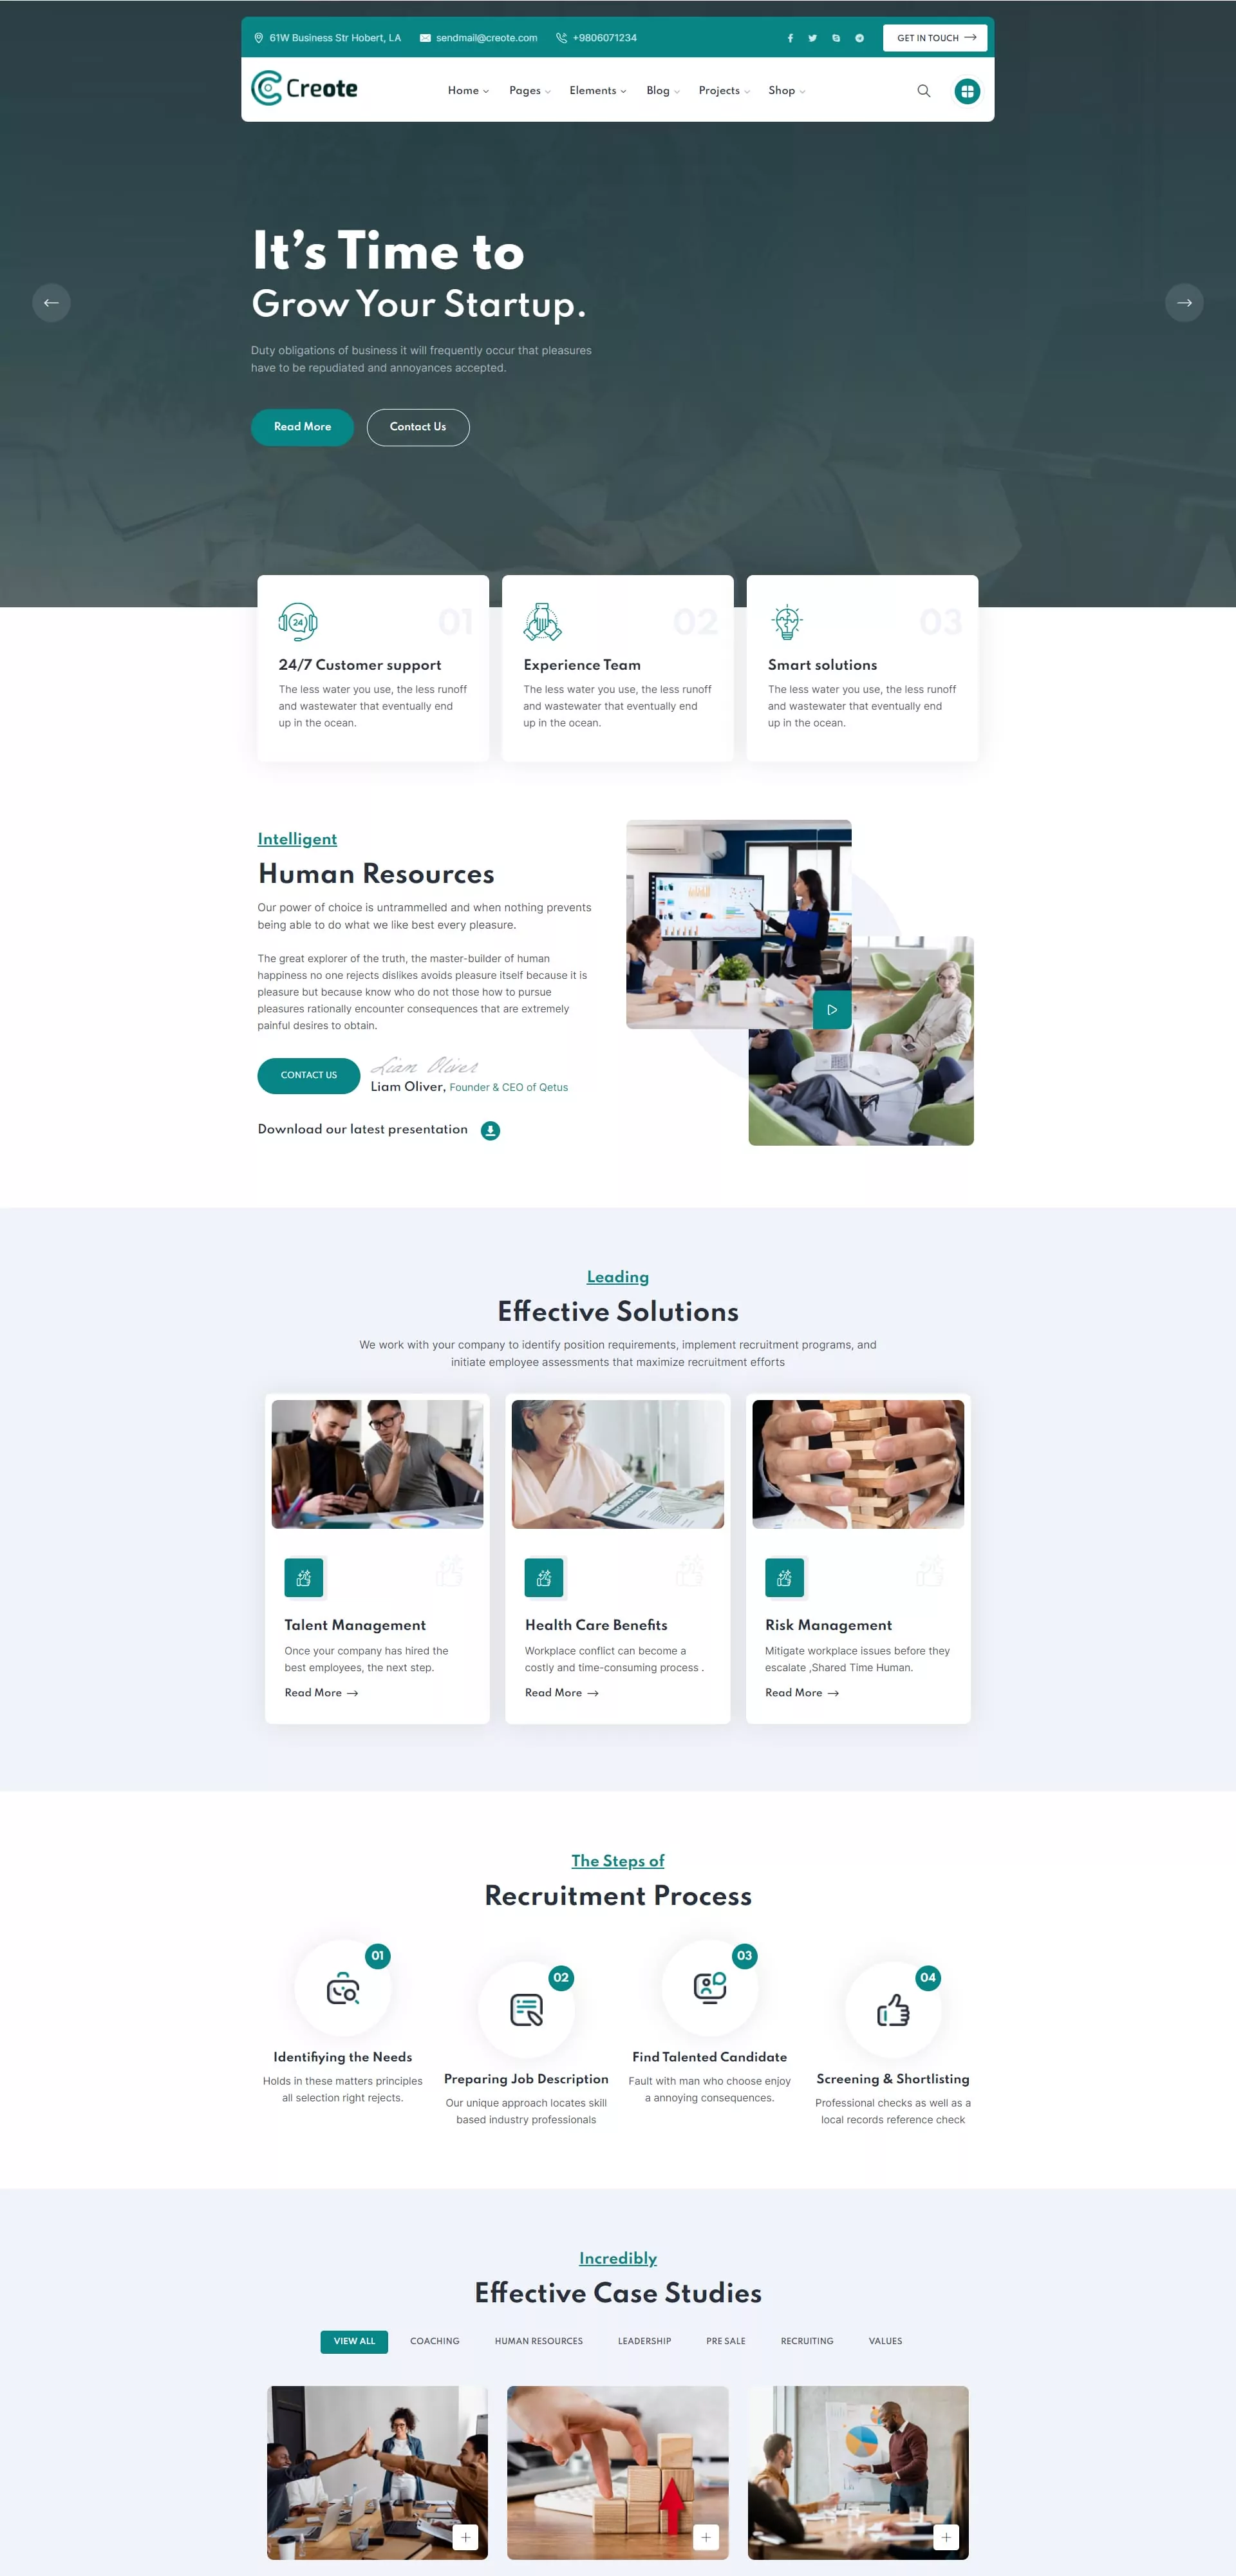 61W Business Str Hobert, LA
sendmail@creote.com
+9806071234
GET IN TOUCH
Creote
Home
Pages
Elements
Blog
Projects
Shop
It's Time to
Grow Your Startup.
Duty obligations of business it will frequently occur that pleasures
have to be repudiated and annoyances accepted.
Read More
Contact Us
24
01
24/7 Customer support
The less water you use, the less runoff
and wastewater that eventually end
up in the ocean.
02
Experience Team
The less water you use, the less runoff
and wastewater that eventually end
up in the ocean.
03
Smart solutions
The less water you use, the less runoff
and wastewater that eventually end
up in the ocean.
Intelligent
Human Resources
Our power of choice is untrammelled and when nothing prevents
being able to do what we like best every pleasure.
The great explorer of the truth, the master-builder of human
happiness no one rejects dislikes avoids pleasure itself because it is
pleasure but because know who do not those how to pursue
pleasures rationally encounter consequences that are extremely
painful desires to obtain.
CONTACT US
Liam Oliver
Liam Oliver, Founder & CEO of Qetus
Download our latest presentation
Leading
Effective Solutions
We work with your company to identify position requirements, implement recruitment programs, and
initiate employee assessments that maximize recruitment efforts
INSURANCE
Talent Management
Once your company has hired the
best employees, the next step.
Read More
Health Care Benefits
Workplace conflict can become a
costly and time-consuming process .
Read More
Risk Management
Mitigate workplace issues before they
escalate ,Shared Time Human.
Read More
The Steps of
Recruitment Process
01
Identifiying the Needs
Holds in these matters principles
all selection right rejects.
02
Preparing Job Description
Our unique approach locates skill
based industry professionals
03
Find Talented Candidate
Fault with man who choose enjoy
a annoying consequences.
04
Screening & Shortlisting
Professional checks as well as a
local records reference check
Incredibly
Effective Case Studies
VIEW ALL
COACHING
HUMAN RESOURCES
LEADERSHIP
PRE SALE
RECRUITING
VALUES